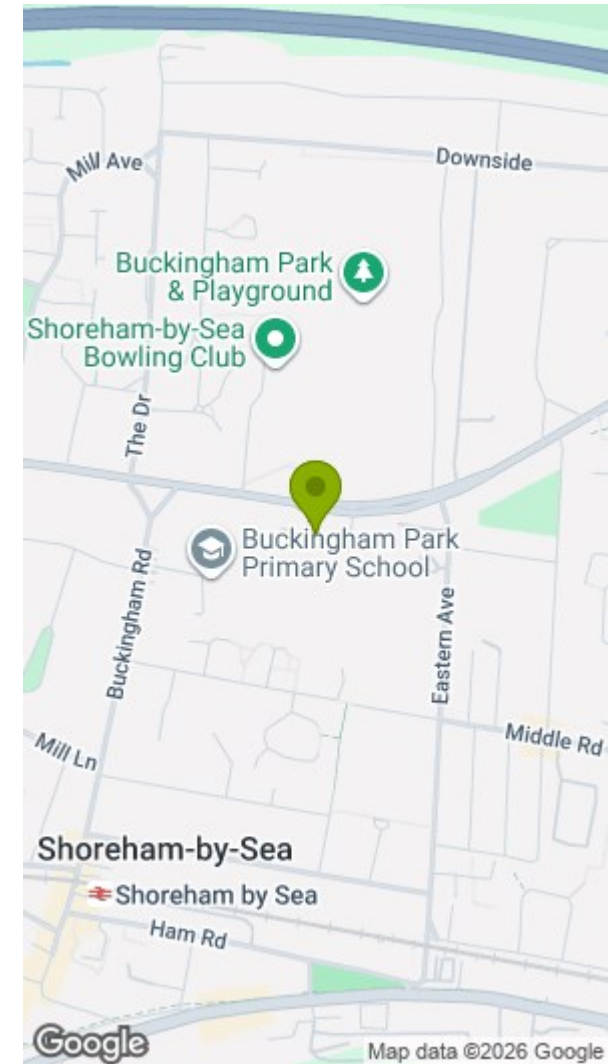 Mill Ave
Downside
Buckingham Park
& Playground
Shoreham-by-Sea
Bowling Club
The Dr
Buckingham Park
Primary School
Buckingham Rd
Eastern Ave
Middle Rd
Mill Ln
Shoreham-by-Sea
Shoreham by Sea
Ham Rd
Google
Map data ©2026 Google